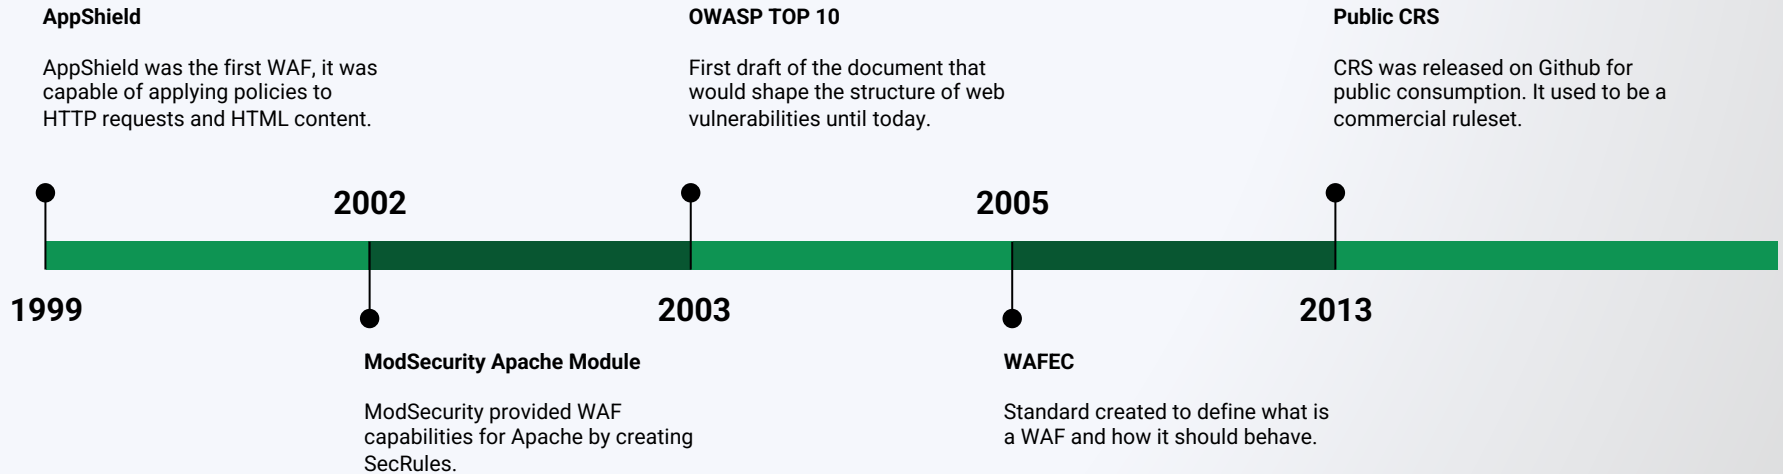 AppShield
AppShield was the first WAF, it was
capable of applying policies to
HTTP requests and HTML content.
OWASP TOP 10
First draft of the document that
would shape the structure of web
vulnerabilities until today.
Public CRS
CRS was released on Github for
public consumption. It used to be a
commercial ruleset.
2002
2005
1999
2003
2013
ModSecurity Apache Module
ModSecurity provided WAF
capabilities for Apache by creating
SecRules.
WAFEC
Standard created to define what is
a WAF and how it should behave.